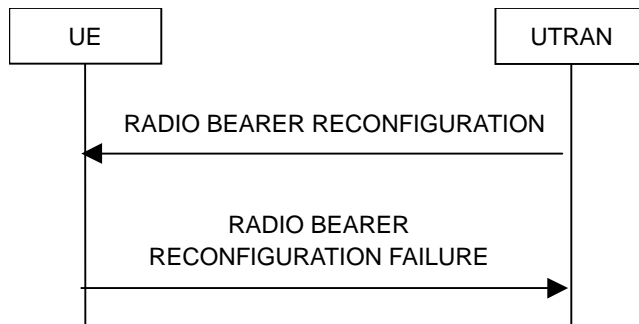 UE
UTRAN
RADIO BEARER RECONFIGURATION
RADIO BEARER
RECONFIGURATION FAILURE